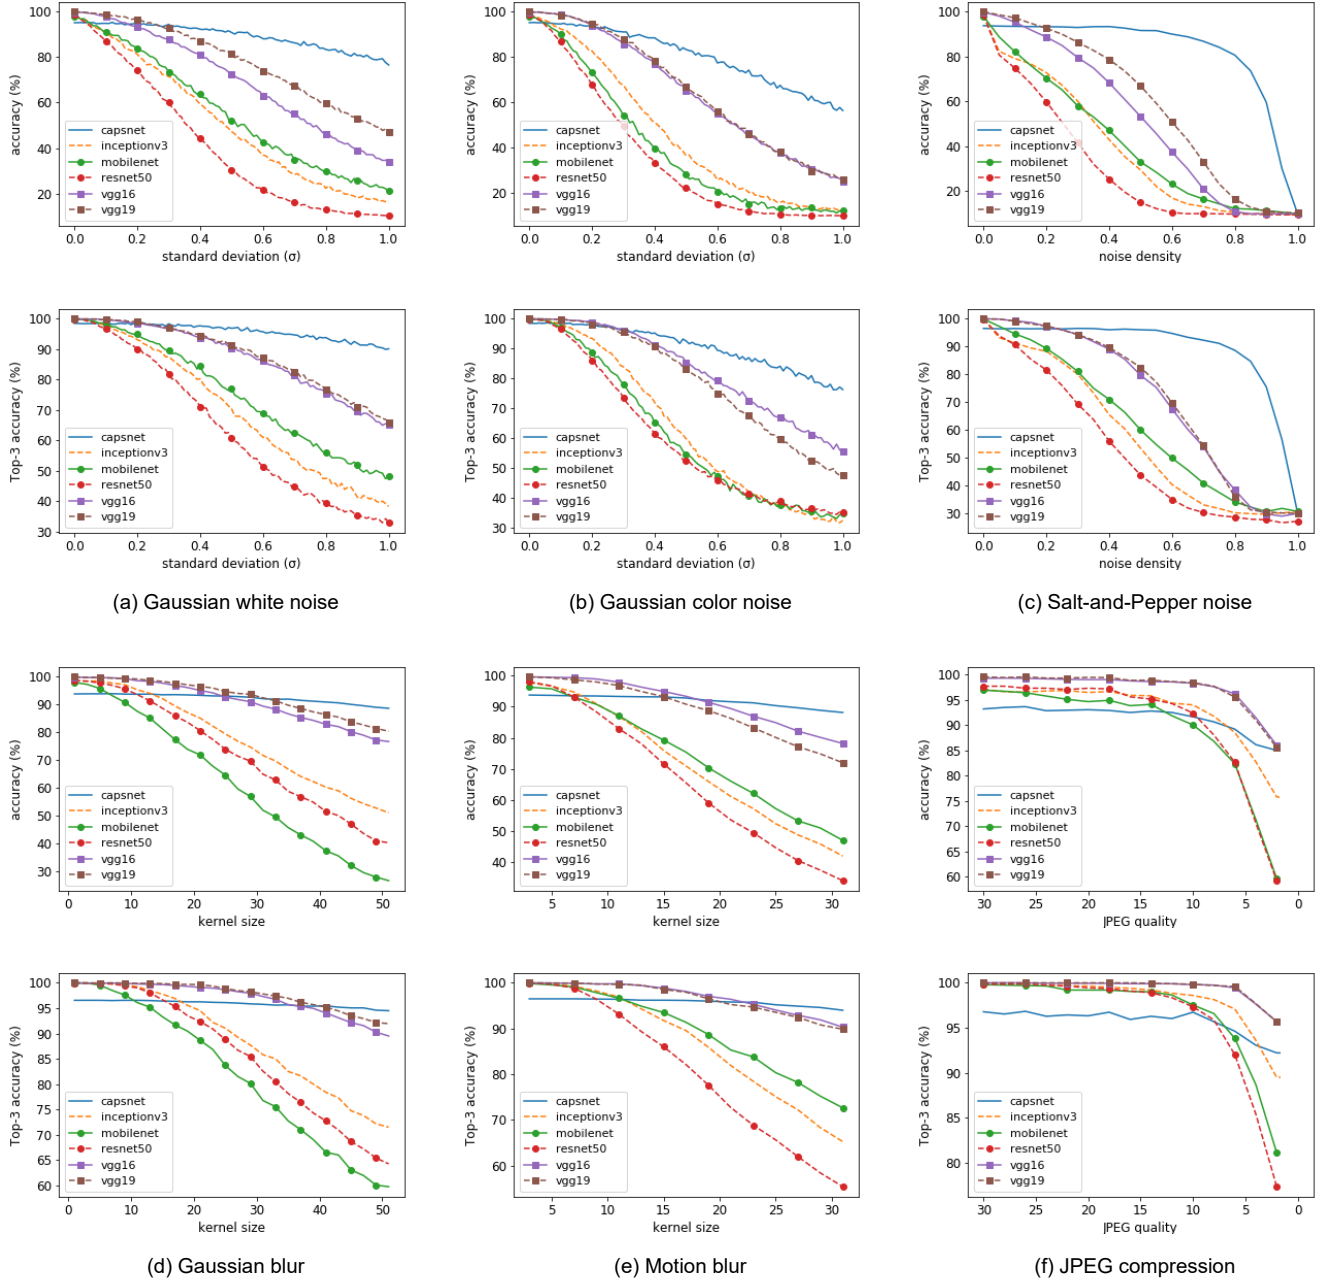 100
80
60
40
20
accuracy (%)
capsnet
inceptionv3
mobilenet
resnet50
vgg16
vgg19
0.0 0.2 0.4 0.6 0.8 1.0
standard deviation (σ)
100
80
60
40
20
accuracy (%)
capsnet
inceptionv3
mobilenet
resnet50
vgg16
vgg19
0.0 0.2 0.4 0.6 0.8 1.0
standard deviation (σ)
100
80
60
40
20
accuracy (%)
capsnet
inceptionv3
mobilenet
resnet50
vgg16
vgg19
0.0 0.2 0.4 0.6 0.8 1.0
noise density
100
90
80
70
60
50
40
30
Top-3 accuracy (%)
capsnet
inceptionv3
mobilenet
resnet50
vgg16
vgg19
0.0 0.2 0.4 0.6 0.8 1.0
standard deviation (σ)
100
90
80
70
60
50
40
30
Top-3 accuracy (%)
capsnet
inceptionv3
mobilenet
resnet50
vgg16
vgg19
0.0 0.2 0.4 0.6 0.8 1.0
standard deviation (σ)
100
90
80
70
60
50
40
30
Top-3 accuracy (%)
capsnet
inceptionv3
mobilenet
resnet50
vgg16
vgg19
0.0 0.2 0.4 0.6 0.8 1.0
noise density
(a) Gaussian white noise
(b) Gaussian color noise
(c) Salt-and-Pepper noise
100
90
80
70
60
50
40
30
accuracy (%)
capsnet
inceptionv3
mobilenet
resnet50
vgg16
vgg19
0 10 20 30 40 50
kernel size
100
90
80
70
60
50
40
accuracy (%)
capsnet
inceptionv3
mobilenet
resnet50
vgg16
vgg19
5 10 15 20 25 30
kernel size
100
95
90
85
80
75
70
65
60
accuracy (%)
capsnet
inceptionv3
mobilenet
resnet50
vgg16
vgg19
30 25 20 15 10 5 0
JPEG quality
100
95
90
85
80
75
70
65
60
Top-3 accuracy (%)
capsnet
inceptionv3
mobilenet
resnet50
vgg16
vgg19
0 10 20 30 40 50
kernel size
100
90
80
70
60
Top-3 accuracy (%)
capsnet
inceptionv3
mobilenet
resnet50
vgg16
vgg19
5 10 15 20 25 30
kernel size
100
95
90
85
80
Top-3 accuracy (%)
capsnet
inceptionv3
mobilenet
resnet50
vgg16
vgg19
30 25 20 15 10 5 0
JPEG quality
(d) Gaussian blur
(e) Motion blur
(f) JPEG compression